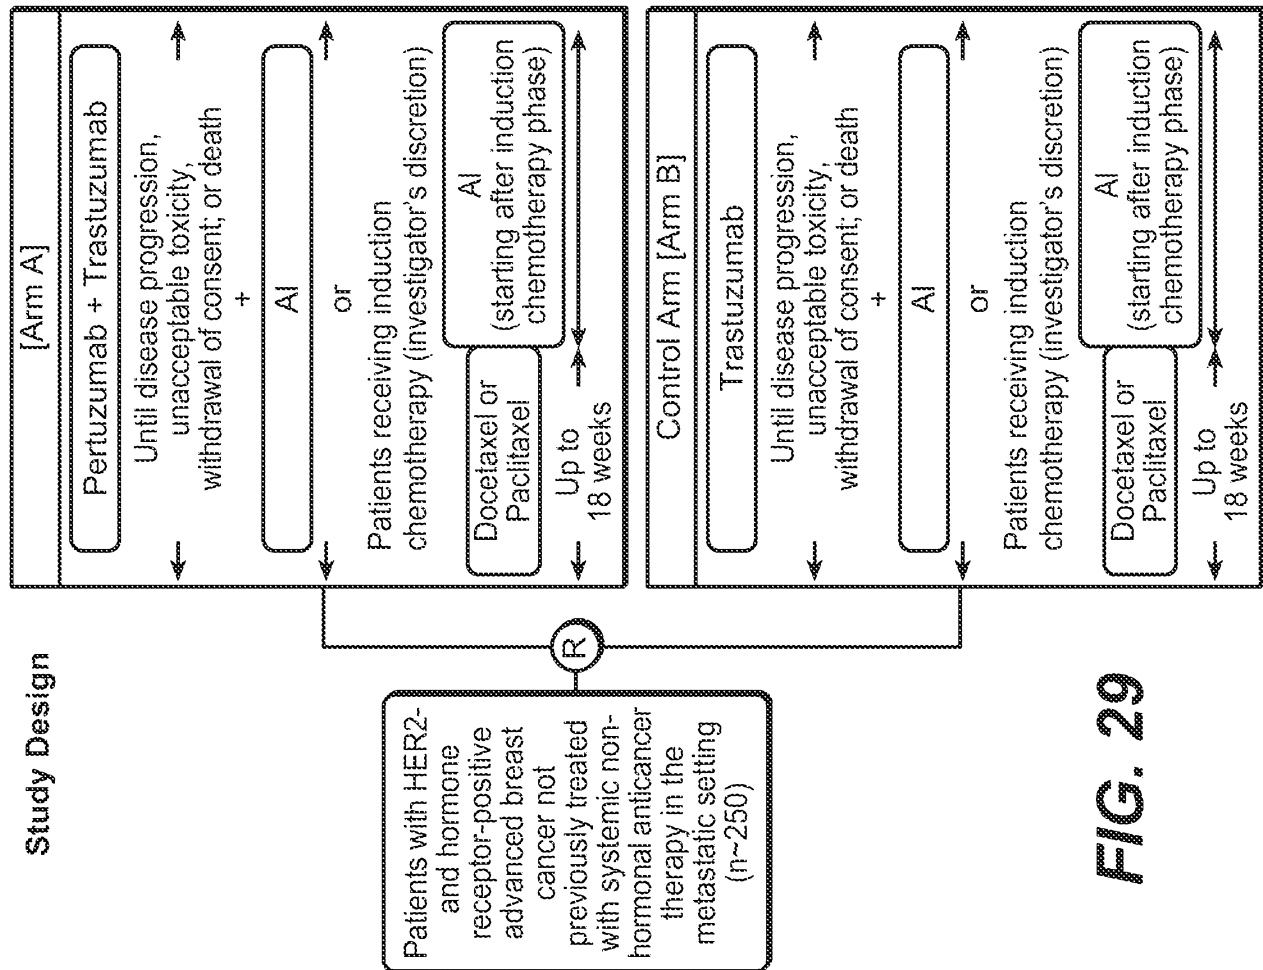 Study Design
Patients with HER2-
and hormone
receptor-positive
advanced breast
cancer not
previously treated
with systemic non-
hormonal anticancer
therapy in the
metastatic setting
(n~250)
R
[Arm A]
Pertuzumab + Trastuzumab
Until disease progression,
unacceptable toxicity,
withdrawal of consent; or death
+
AI
or
Patients receiving induction
chemotherapy (investigator's discretion)
Docetaxel or
Paclitaxel
AI
(starting after induction
chemotherapy phase)
Up to
18 weeks
Control Arm [Arm B]
Trastuzumab
Until disease progression,
unacceptable toxicity,
withdrawal of consent; or death
+
AI
or
Patients receiving induction
chemotherapy (investigator's discretion)
Docetaxel or
Paclitaxel
AI
(starting after induction
chemotherapy phase)
Up to
18 weeks
FIG. 29